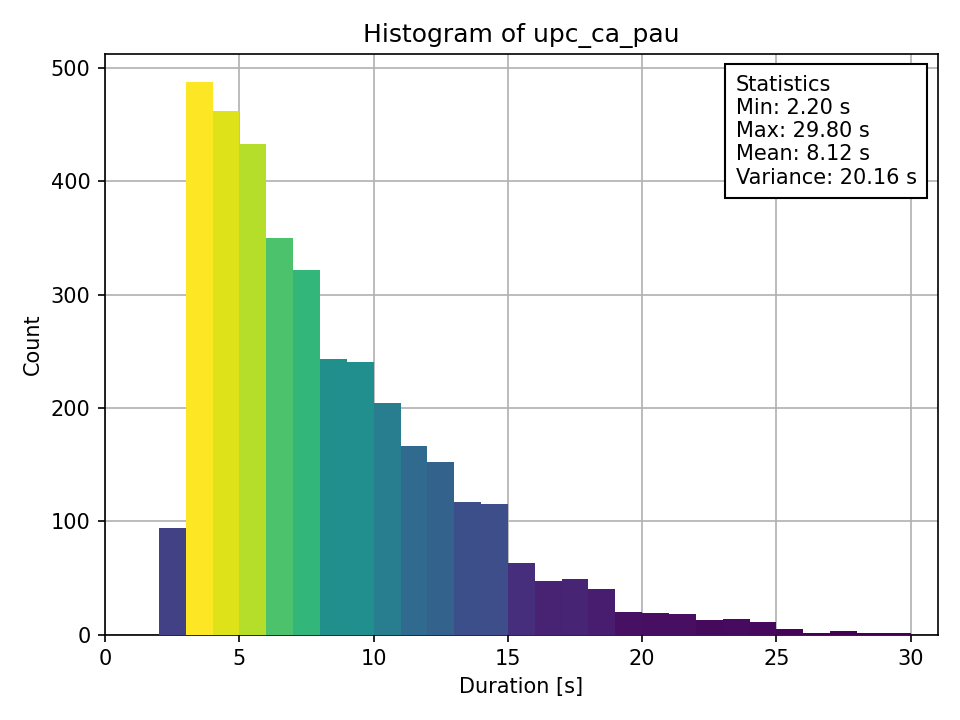 Histogram of upc_ca_pau
Statistics
Min: 2.20 s
Max: 29.80 s
Mean: 8.12 s
Variance: 20.16 s
500
400
300
200
100
0
Count
0 5 10 15 20 25 30
Duration [s]